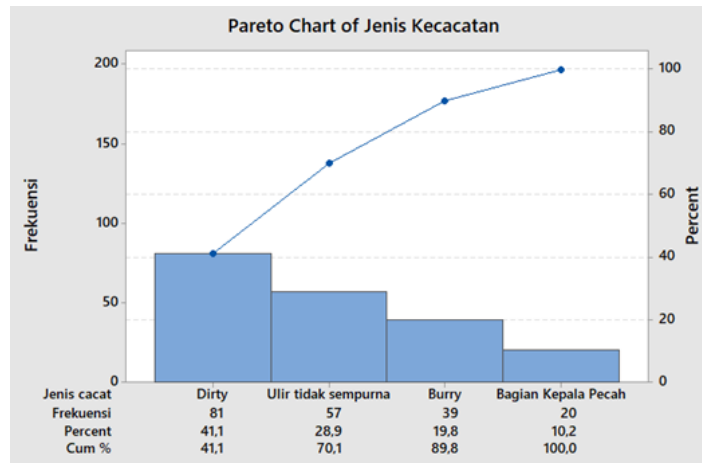 Pareto Chart of Jenis Kecacatan
200
150
100
50
0
Frekuensi
100
80
60
40
20
0
Percent
Jenis cacat Dirty Ulir tidak sempurna Burry Bagian Kepala Pecah
Frekuensi 81 57 39 20
Percent 41,1 28,9 19,8 10,2
Cum % 41,1 70,1 89,8 100,0